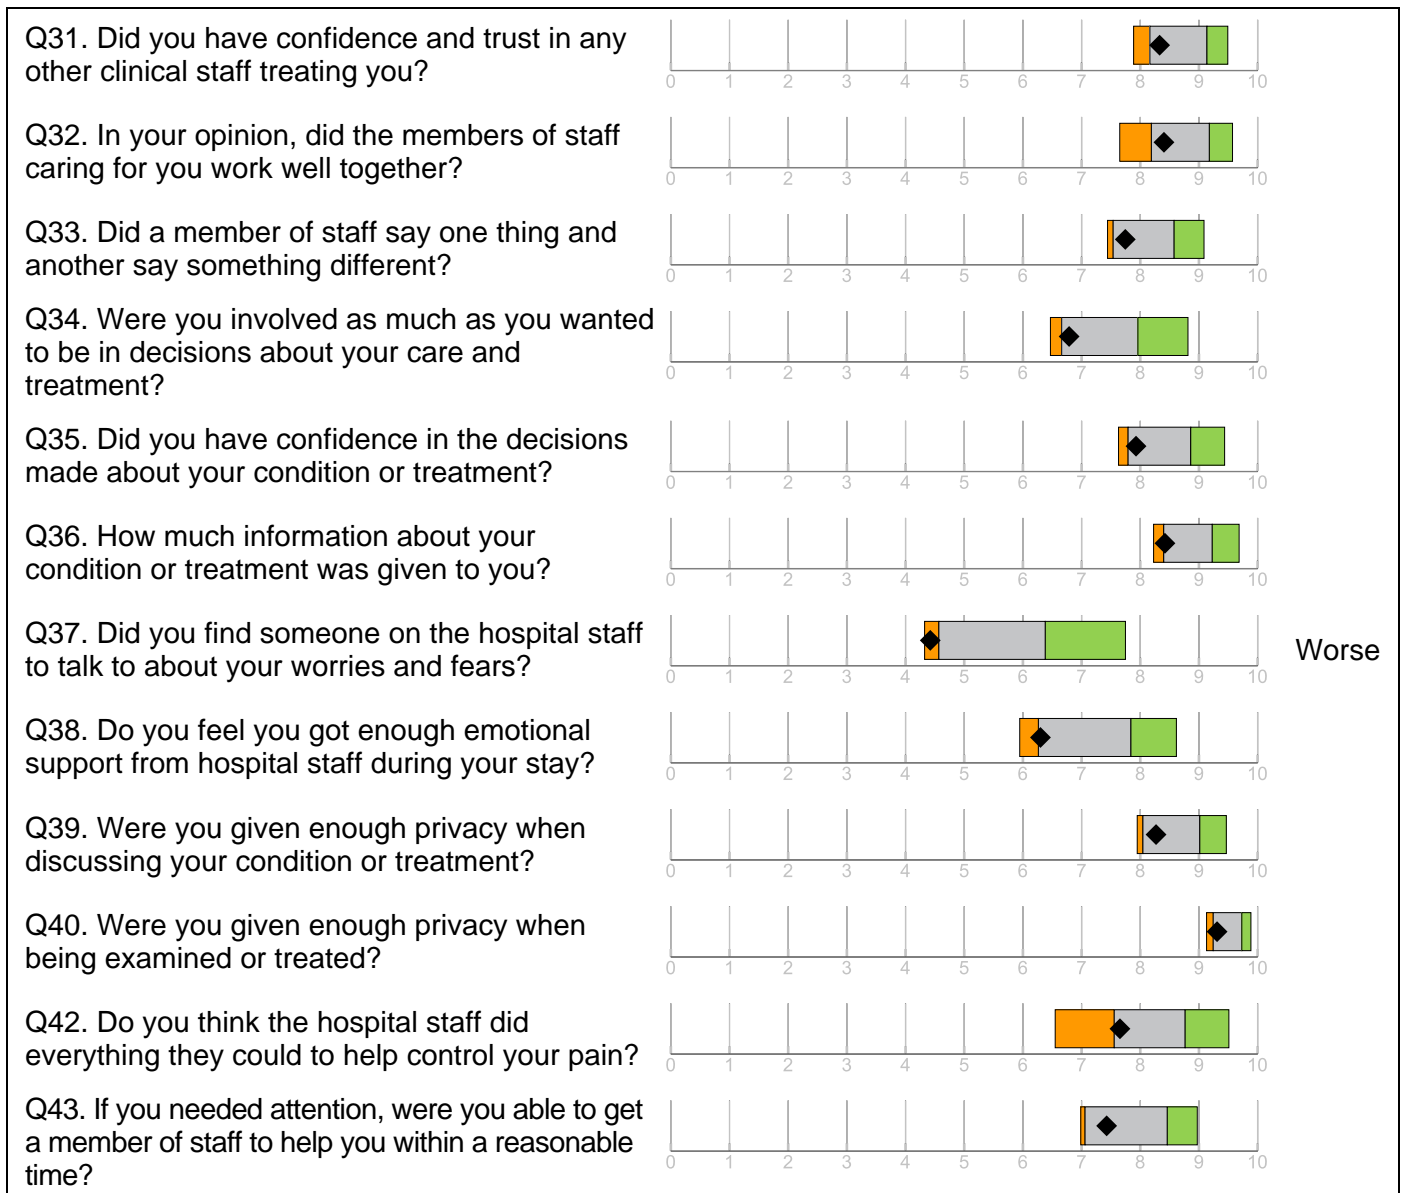 Q31. Did you have confidence and trust in any
other clinical staff treating you?
0 1 2 3 4 5 6 7 8 9 10
Q32. In your opinion, did the members of staff
caring for you work well together?
0 1 2 3 4 5 6 7 8 9 10
Q33. Did a member of staff say one thing and
another say something different?
0 1 2 3 4 5 6 7 8 9 10
Q34. Were you involved as much as you wanted
to be in decisions about your care and
treatment?
0 1 2 3 4 5 6 7 8 9 10
Q35. Did you have confidence in the decisions
made about your condition or treatment?
0 1 2 3 4 5 6 7 8 9 10
Q36. How much information about your
condition or treatment was given to you?
0 1 2 3 4 5 6 7 8 9 10
Q37. Did you find someone on the hospital staff
to talk to about your worries and fears?
0 1 2 3 4 5 6 7 8 9 10
Worse
Q38. Do you feel you got enough emotional
support from hospital staff during your stay?
0 1 2 3 4 5 6 7 8 9 10
Q39. Were you given enough privacy when
discussing your condition or treatment?
0 1 2 3 4 5 6 7 8 9 10
Q40. Were you given enough privacy when
being examined or treated?
0 1 2 3 4 5 6 7 8 9 10
Q42. Do you think the hospital staff did
everything they could to help control your pain?
0 1 2 3 4 5 6 7 8 9 10
Q43. If you needed attention, were you able to get
a member of staff to help you within a reasonable
time?
0 1 2 3 4 5 6 7 8 9 10